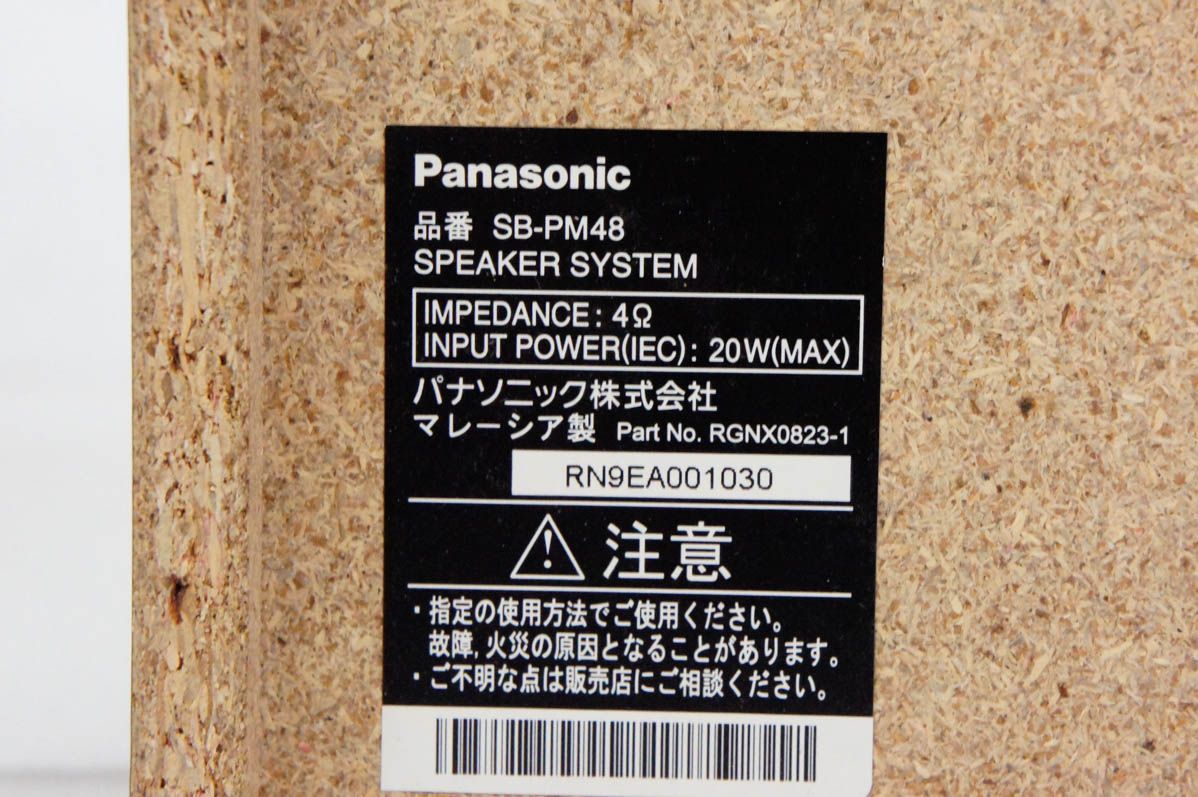 Panasonic
品番 SB-PM48
SPEAKER SYSTEM
IMPEDANCE : 4Ω
INPUT POWER(IEC) : 20W(MAX)
パナソニック株式会社
マレーシア製 Part No. RGNX0823-1
RN9EA001030
注意
・指定の使用方法でご使用ください。
故障,火災の原因となることがあります。
・ご不明な点は販売店にご相談ください。